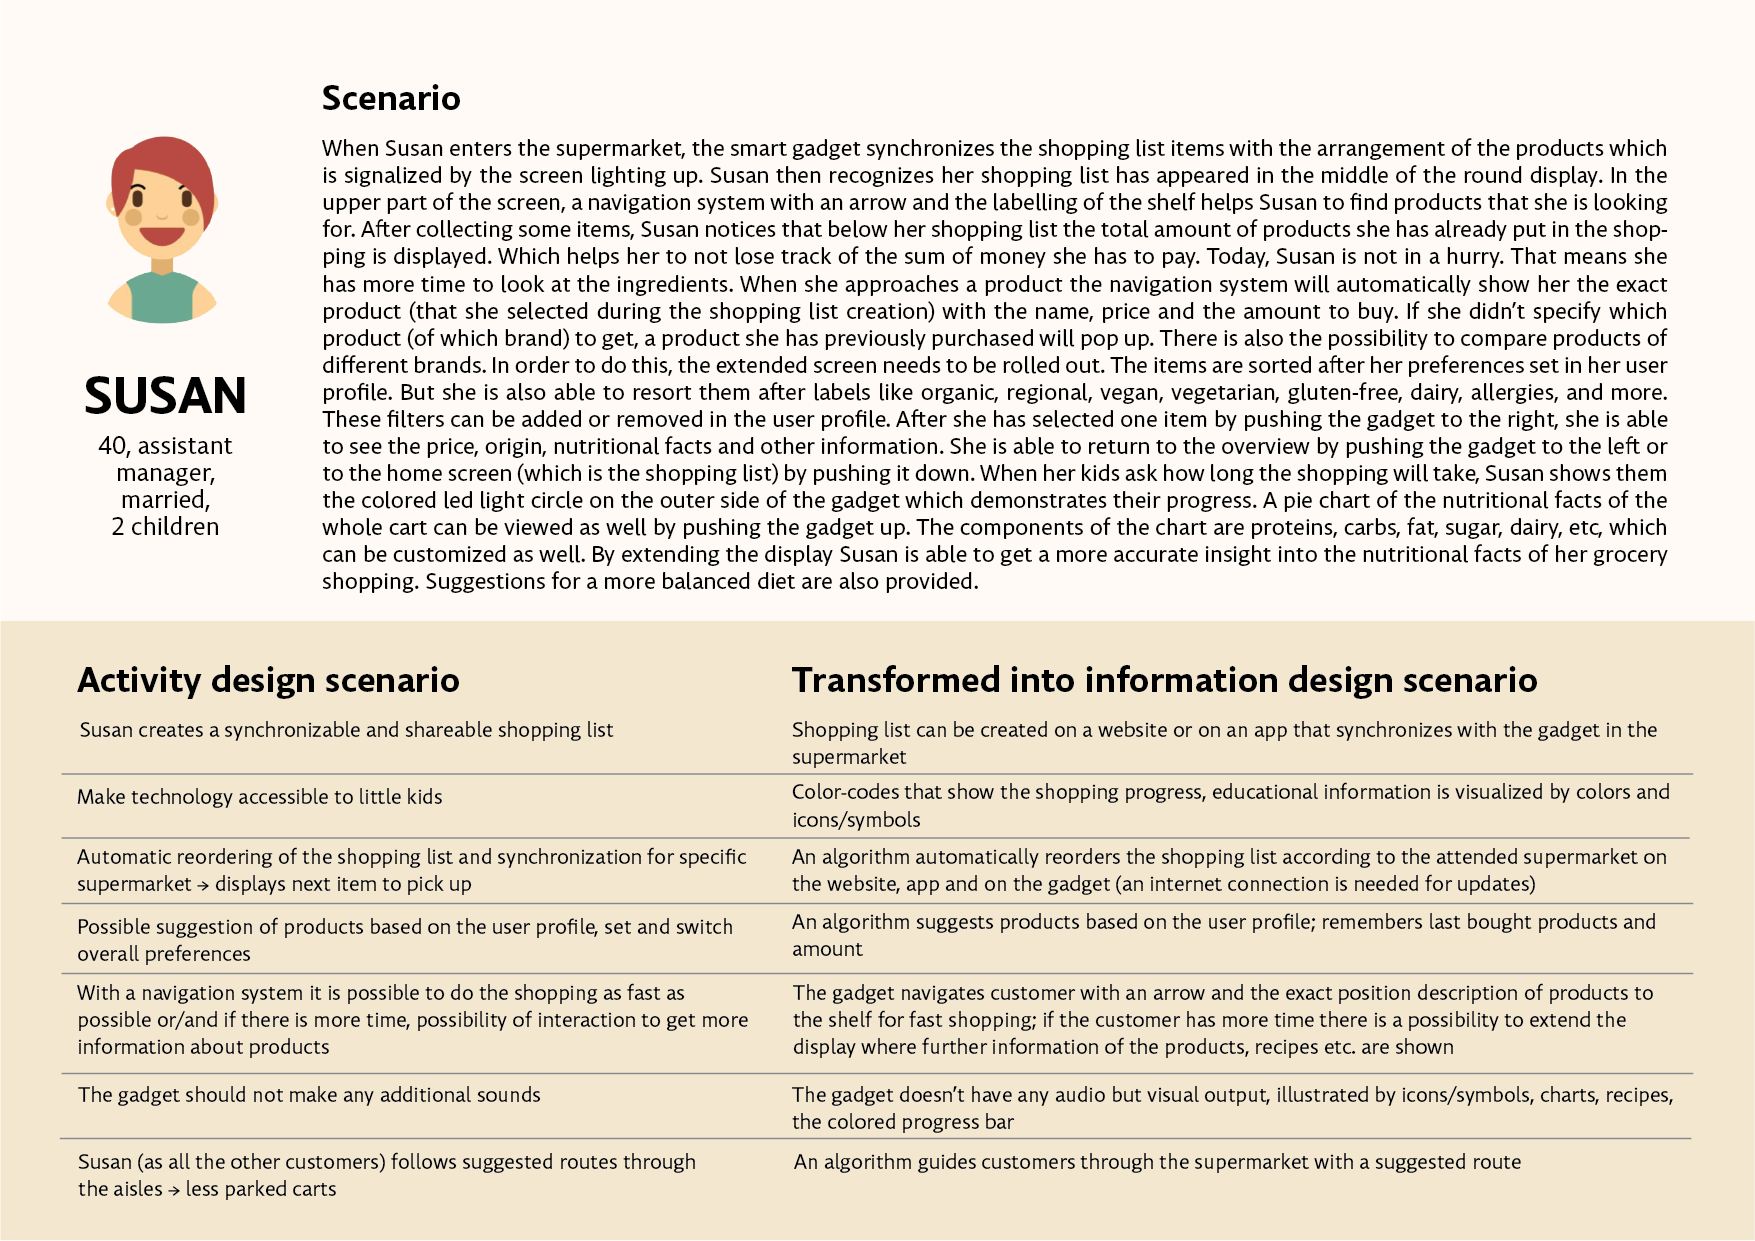 Scenario
When Susan enters the supermarket, the smart gadget synchronizes the shopping list items with the arrangement of the products which
is signalized by the screen lighting up. Susan then recognizes her shopping list has appeared in the middle of the round display. In the
upper part of the screen, a navigation system with an arrow and the labelling of the shelf helps Susan to find products that she is looking
for. After collecting some items, Susan notices that below her shopping list the total amount of products she has already put in the shop-
ping is displayed. Which helps her to not lose track of the sum of money she has to pay. Today, Susan is not in a hurry. That means she
has more time to look at the ingredients. When she approaches a product the navigation system will automatically show her the exact
product (that she selected during the shopping list creation) with the name, price and the amount to buy. If she didn’t specify which
product (of which brand) to get, a product she has previously purchased will pop up. There is also the possibility to compare products of
different brands. In order to do this, the extended screen needs to be rolled out. The items are sorted after her preferences set in her user
profile. But she is also able to resort them after labels like organic, regional, vegan, vegetarian, gluten-free, dairy, allergies, and more.
These filters can be added or removed in the user profile. After she has selected one item by pushing the gadget to the right, she is able
to see the price, origin, nutritional facts and other information. She is able to return to the overview by pushing the gadget to the left or
to the home screen (which is the shopping list) by pushing it down. When her kids ask how long the shopping will take, Susan shows them
the colored led light circle on the outer side of the gadget which demonstrates their progress. A pie chart of the nutritional facts of the
whole cart can be viewed as well by pushing the gadget up. The components of the chart are proteins, carbs, fat, sugar, dairy, etc, which
can be customized as well. By extending the display Susan is able to get a more accurate insight into the nutritional facts of her grocery
shopping. Suggestions for a more balanced diet are also provided.
SUSAN
40, assistant
manager,
married,
2 children
Activity design scenario
Transformed into information design scenario
Susan creates a synchronizable and shareable shopping list
Shopping list can be created on a website or on an app that synchronizes with the gadget in the
supermarket
Make technology accessible to little kids
Color-codes that show the shopping progress, educational information is visualized by colors and
icons/symbols
Automatic reordering of the shopping list and synchronization for specific
supermarket → displays next item to pick up
An algorithm automatically reorders the shopping list according to the attended supermarket on
the website, app and on the gadget (an internet connection is needed for updates)
Possible suggestion of products based on the user profile, set and switch
overall preferences
An algorithm suggests products based on the user profile; remembers last bought products and
amount
With a navigation system it is possible to do the shopping as fast as
possible or/and if there is more time, possibility of interaction to get more
information about products
The gadget navigates customer with an arrow and the exact position description of products to
the shelf for fast shopping; if the customer has more time there is a possibility to extend the
display where further information of the products, recipes etc. are shown
The gadget should not make any additional sounds
The gadget doesn’t have any audio but visual output, illustrated by icons/symbols, charts, recipes,
the colored progress bar
Susan (as all the other customers) follows suggested routes through
the aisles → less parked carts
An algorithm guides customers through the supermarket with a suggested route